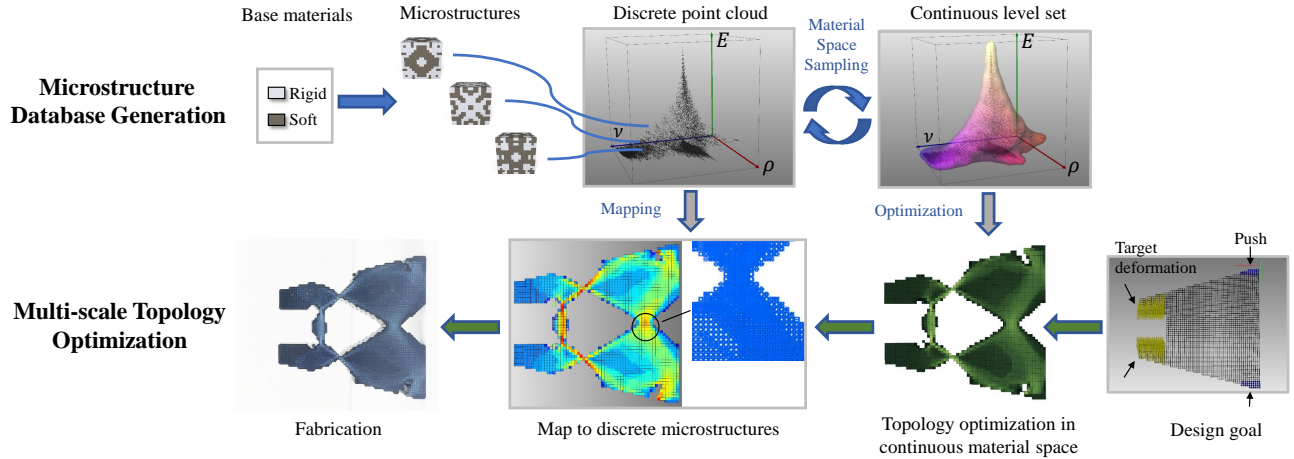 Base materials
Microstructures
Discrete point cloud
Continuous level set
Microstructure
Database Generation
Rigid
Soft
E
ν
ρ
Material
Space
Sampling
E
ν
ρ
Mapping
Optimization
Multi-scale Topology
Optimization
Target
deformation
Push
Fabrication
Map to discrete microstructures
Topology optimization in
continuous material space
Design goal